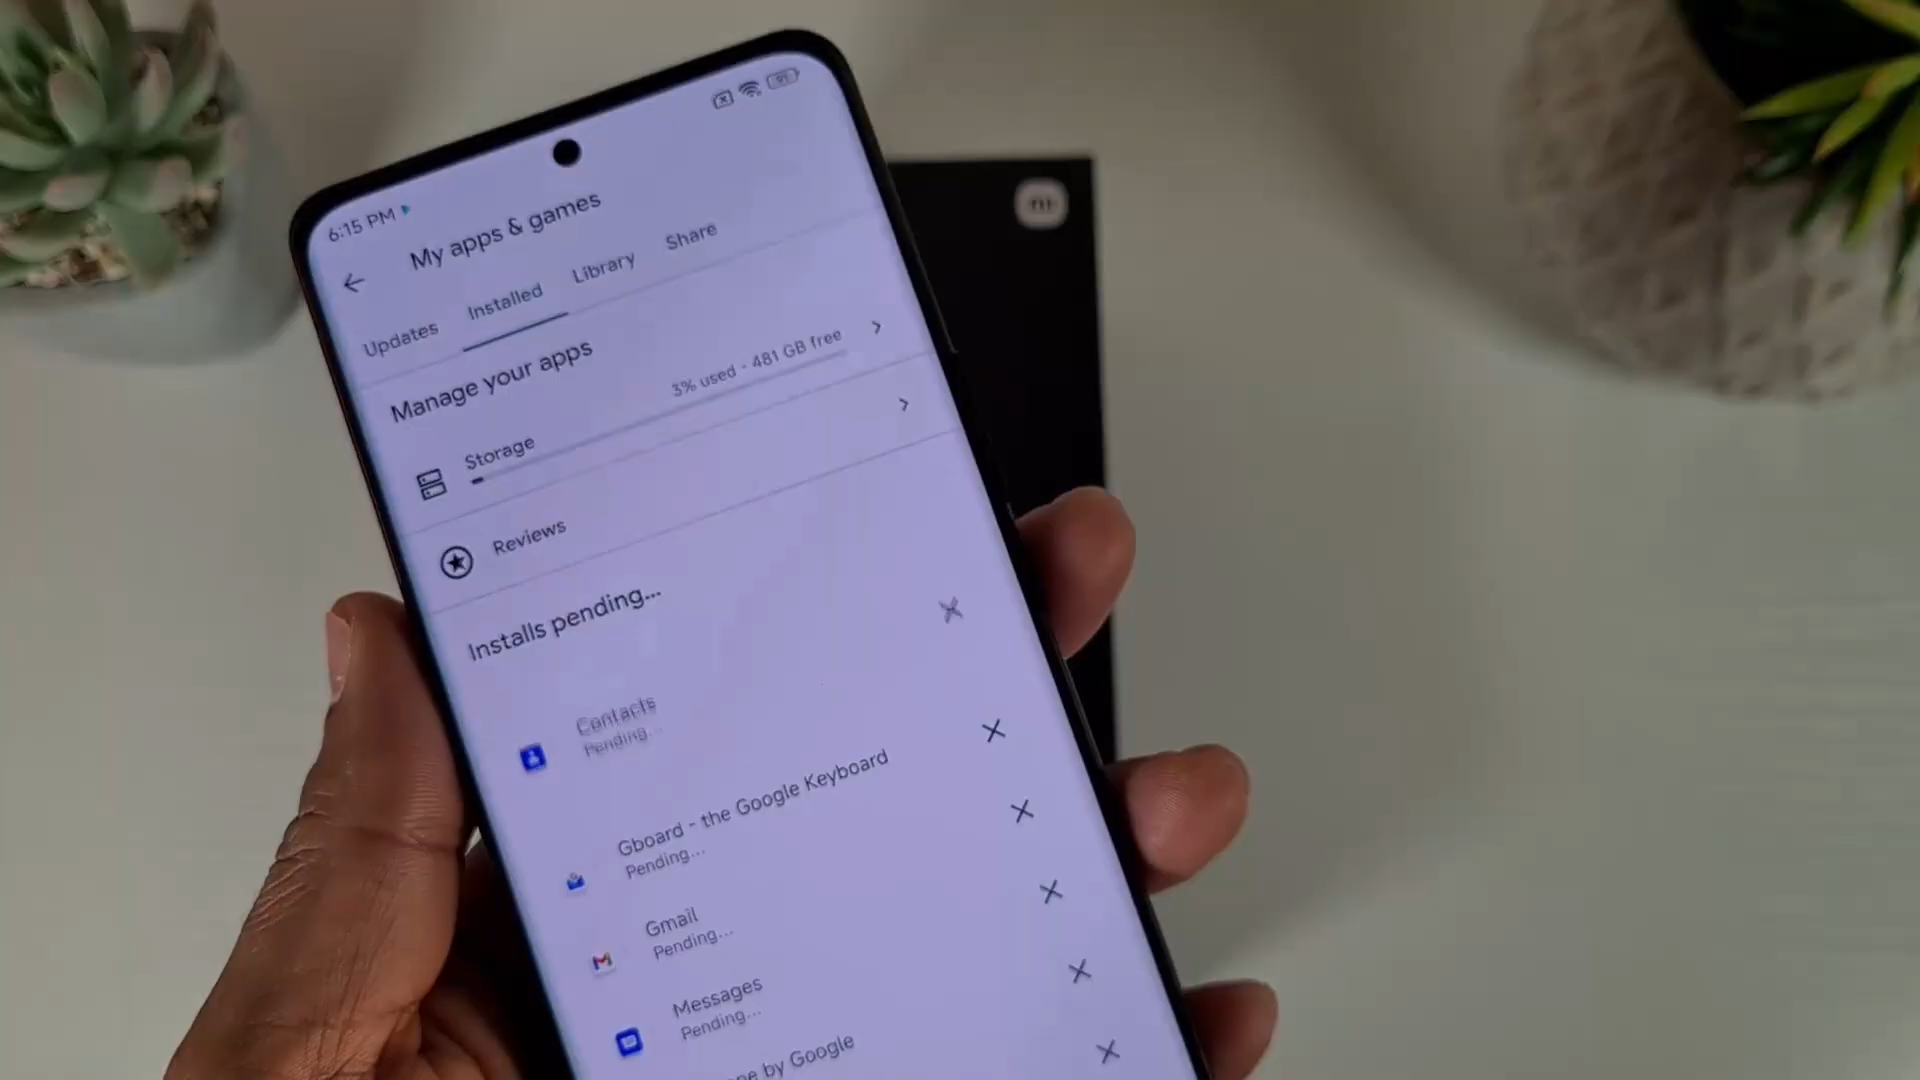 6:15 PM
My apps & games
Updates
Installed
Library
Share
Manage your apps
Storage
3% used - 481 GB free
Reviews
Installs pending...
Contacts
Pending...
Gboard - the Google Keyboard
Pending...
Gmail
Pending...
Messages
Pending...
by Google